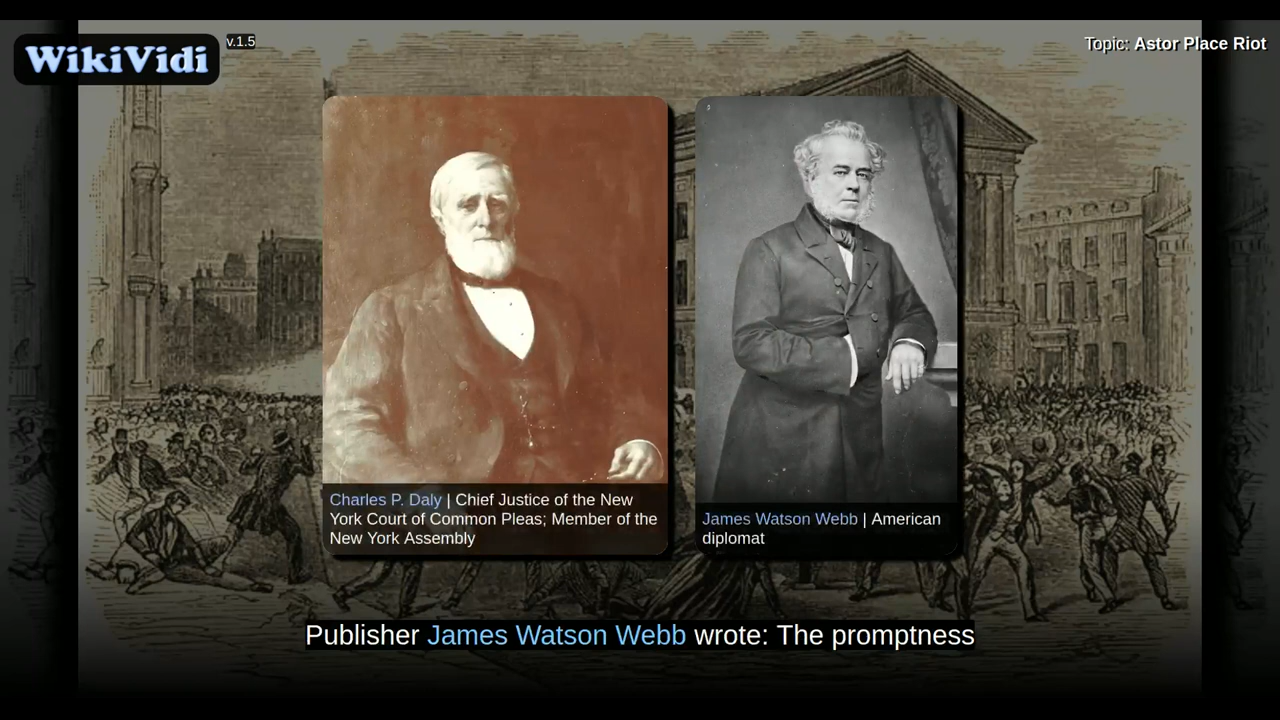 WikiVidi
v.1.5
Topic: Astor Place Riot
Charles P. Daly | Chief Justice of the New
York Court of Common Pleas; Member of the
New York Assembly
James Watson Webb | American
diplomat
Publisher James Watson Webb wrote: The promptness